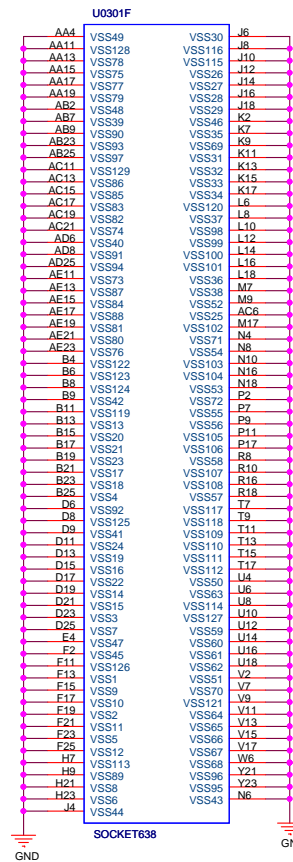 U0301F
AA4 VSS49 VSS30 J6
AA11 VSS128 VSS116 J8
AA13 VSS78 VSS115 J10
AA15 VSS75 VSS26 J12
AA17 VSS77 VSS27 J14
AA19 VSS79 VSS28 J16
AB2 VSS48 VSS29 J18
AB7 VSS39 VSS46 K2
AB9 VSS90 VSS35 K7
AB23 VSS93 VSS69 K9
AB25 VSS97 VSS31 K11
AC11 VSS129 VSS32 K13
AC13 VSS86 VSS33 K15
AC15 VSS85 VSS34 K17
AC17 VSS83 VSS120 L6
AC19 VSS82 VSS37 L8
AC21 VSS74 VSS98 L10
AD6 VSS40 VSS99 L12
AD8 VSS91 VSS100 L14
AD25 VSS94 VSS101 L16
AE11 VSS73 VSS36 L18
AE13 VSS87 VSS38 M7
AE15 VSS84 VSS52 M9
AE17 VSS88 VSS25 AC6
AE19 VSS81 VSS102 M17
AE21 VSS80 VSS71 N4
AE23 VSS76 VSS54 N8
B4 VSS122 VSS103 N10
B6 VSS123 VSS104 N16
B8 VSS124 VSS53 N18
B9 VSS42 VSS72 P2
B11 VSS119 VSS55 P7
B13 VSS13 VSS56 P9
B15 VSS20 VSS105 P11
B17 VSS21 VSS106 P17
B19 VSS23 VSS58 R8
B21 VSS17 VSS107 R10
B23 VSS18 VSS108 R16
B25 VSS4 VSS57 R18
D6 VSS92 VSS117 T7
D8 VSS125 VSS118 T9
D9 VSS41 VSS109 T11
D11 VSS24 VSS110 T13
D13 VSS19 VSS111 T15
D15 VSS16 VSS112 T17
D17 VSS22 VSS50 U4
D19 VSS14 VSS63 U6
D21 VSS15 VSS114 U8
D23 VSS3 VSS127 U10
D25 VSS7 VSS59 U12
E4 VSS47 VSS60 U14
F2 VSS45 VSS61 U16
F11 VSS126 VSS62 U18
F13 VSS1 VSS51 V2
F15 VSS9 VSS70 V7
F17 VSS10 VSS121 V9
F19 VSS2 VSS64 V11
F21 VSS11 VSS65 V13
F23 VSS5 VSS66 V15
F25 VSS12 VSS67 V17
H7 VSS113 VSS68 W6
H9 VSS89 VSS96 Y21
H21 VSS8 VSS95 Y23
H23 VSS6 VSS43 N6
J4 VSS44
SOCKET638
GND